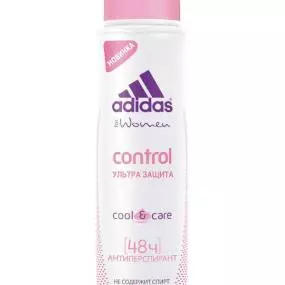 НОВИНКА
adidas
for Women
control
УЛЬТРА ЗАЩИТА
cool & care
[48ч]
АНТИПЕРСПИРАНТ
НЕ СОДЕРЖИТ СПИРТ